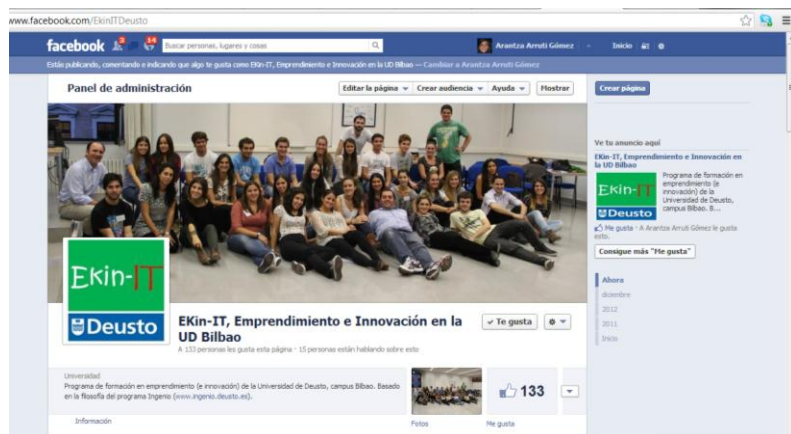 www.facebook.com/EkinITDeusto
facebook 3 14 Buscar personas, lugares y cosas Arantza Arruti Gómez Inicio
Estás publicando, comentando e indicando que algo te gusta como EKin-IT, Emprendimiento e Innovación en la UD Bilbao — Cambiar a Arantza Arruti Gómez
Panel de administración Editar la página Crear audiencia Ayuda Mostrar
Crear página
Ve tu anuncio aquí
EKin-IT, Emprendimiento e Innovación en
la UD Bilbao
EKin-IT
Deusto
Programa de formación en
emprendimiento (e
innovación) de la
Universidad de Deusto,
campus Bilbao. B...
Me gusta · A Arantza Arruti Gómez le gusta
esto.
Consigue más "Me gusta"
Ahora
diciembre
2012
2011
Inicio
EKin-IT
Deusto
EKin-IT, Emprendimiento e Innovación en la
UD Bilbao
Te gusta
A 133 personas les gusta esta página · 15 personas están hablando sobre
esto
Universidad
Programa de formación en emprendimiento (e innovación) de la Universidad de Deusto, campus Bilbao. Basado
en la filosofía del programa Ingenio (www.ingenio.deusto.es).
133
Información
Fotos
Me gusta